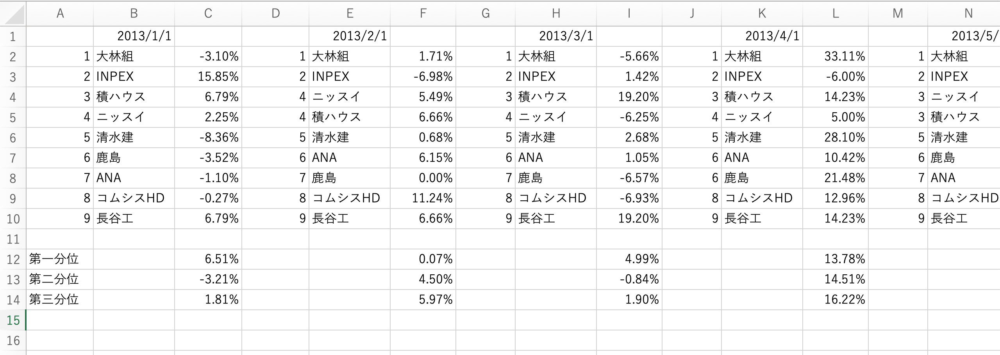 A B C D E F G H I J K L M N
1 2013/1/1 2013/2/1 2013/3/1 2013/4/1 2013/5/
2 1 大林組 -3.10% 1 大林組 1.71% 1 大林組 -5.66% 1 大林組 33.11% 1 大林組
3 2 INPEX 15.85% 2 INPEX -6.98% 2 INPEX 1.42% 2 INPEX -6.00% 2 INPEX
4 3 積ハウス 6.79% 4 ニッスイ 5.49% 3 積ハウス 19.20% 3 積ハウス 14.23% 3 ニッスイ
5 4 ニッスイ 2.25% 4 積ハウス 6.66% 4 ニッスイ -6.25% 4 ニッスイ 5.00% 3 積ハウス
6 5 清水建 -8.36% 5 清水建 0.68% 5 清水建 2.68% 5 清水建 28.10% 5 清水建
7 6 鹿島 -3.52% 6 ANA 6.15% 6 ANA 1.05% 6 ANA 10.42% 6 鹿島
8 7 ANA -1.10% 7 鹿島 0.00% 7 鹿島 -6.57% 6 鹿島 21.48% 7 ANA
9 8 コムシスHD -0.27% 8 コムシスHD 11.24% 8 コムシスHD -6.93% 8 コムシスHD 12.96% 8 コムシスHD
10 9 長谷工 6.79% 9 長谷工 6.66% 9 長谷工 19.20% 9 長谷工 14.23% 9 長谷工
11
12 第一分位 6.51% 0.07% 4.99% 13.78%
13 第二分位 -3.21% 4.50% -0.84% 14.51%
14 第三分位 1.81% 5.97% 1.90% 16.22%
15
16